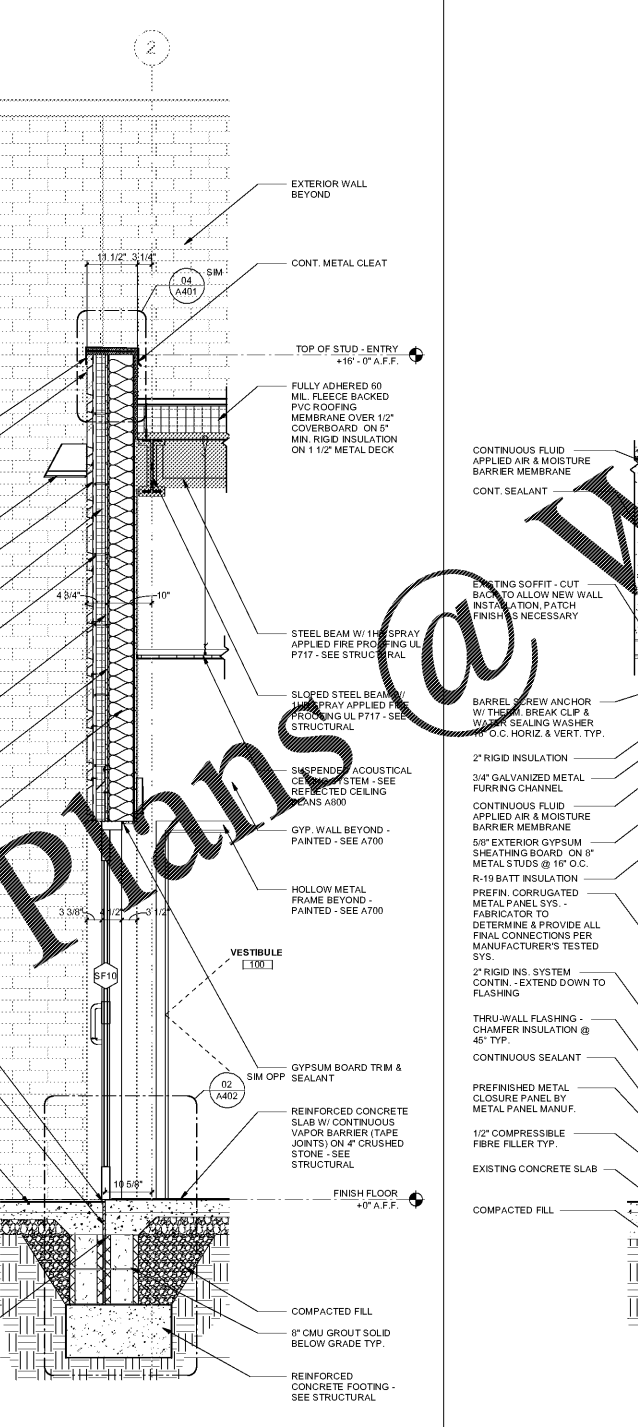 2
EXTERIOR WALL
BEYOND
11 1/2" 3 1/4"
CONT. METAL CLEAT
04
A401
SIM
TOP OF STUD - ENTRY
+16' - 0" A.F.F.
FULLY ADHERED 60
MIL. FLEECE BACKED
PVC ROOFING
MEMBRANE OVER 1/2"
COVERBOARD ON 5"
MIN. RIGID INSULATION
ON 1 1/2" METAL DECK
4 3/4" 10"
STEEL BEAM W/ 1HR SPRAY
APPLIED FIRE PROOFING UL
P717 - SEE STRUCTURAL
SLOPED STEEL BEAM W/
1HR SPRAY APPLIED FIRE
PROOFING UL P717 - SEE
STRUCTURAL
SUSPENDED ACOUSTICAL
CEILING SYSTEM - SEE
REFLECTED CEILING
PLANS A800
GYP. WALL BEYOND -
PAINTED - SEE A700
HOLLOW METAL
FRAME BEYOND -
PAINTED - SEE A700
3 3/8" 4 1/2" 3 1/2"
VESTIBULE
100
SF10
GYPSUM BOARD TRIM &
SEALANT
02
A402
SIM OPP
REINFORCED CONCRETE
SLAB W/ CONTINUOUS
VAPOR BARRIER (TAPE
JOINTS) ON 4" CRUSHED
STONE - SEE
STRUCTURAL
10 5/8"
FINISH FLOOR
+0" A.F.F.
COMPACTED FILL
8" CMU GROUT SOLID
BELOW GRADE TYP.
REINFORCED
CONCRETE FOOTING -
SEE STRUCTURAL
CONTINUOUS FLUID
APPLIED AIR & MOISTURE
BARRIER MEMBRANE
CONT. SEALANT
EXISTING SOFFIT - CUT
BACK TO ALLOW NEW WALL
INSTALLATION, PATCH
FINISH AS NECESSARY
BARREL SCREW ANCHOR
W/ THERM. BREAK CLIP &
WATER SEALING WASHER
16" O.C. HORIZ. & VERT. TYP.
2" RIGID INSULATION
3/4" GALVANIZED METAL
FURRING CHANNEL
CONTINUOUS FLUID
APPLIED AIR & MOISTURE
BARRIER MEMBRANE
5/8" EXTERIOR GYPSUM
SHEATHING BOARD ON 8"
METAL STUDS @ 16" O.C.
R-19 BATT INSULATION
PREFIN. CORRUGATED
METAL PANEL SYS. -
FABRICATOR TO
DETERMINE & PROVIDE ALL
FINAL CONNECTIONS PER
MANUFACTURER'S TESTED
SYS.
2" RIGID INS. SYSTEM
CONTIN. - EXTEND DOWN TO
FLASHING
THRU-WALL FLASHING -
CHAMFER INSULATION @
45° TYP.
CONTINUOUS SEALANT
PREFINISHED METAL
CLOSURE PANEL BY
METAL PANEL MANUF.
1/2" COMPRESSIBLE
FIBRE FILLER TYP.
EXISTING CONCRETE SLAB
COMPACTED FILL
Plans @ W